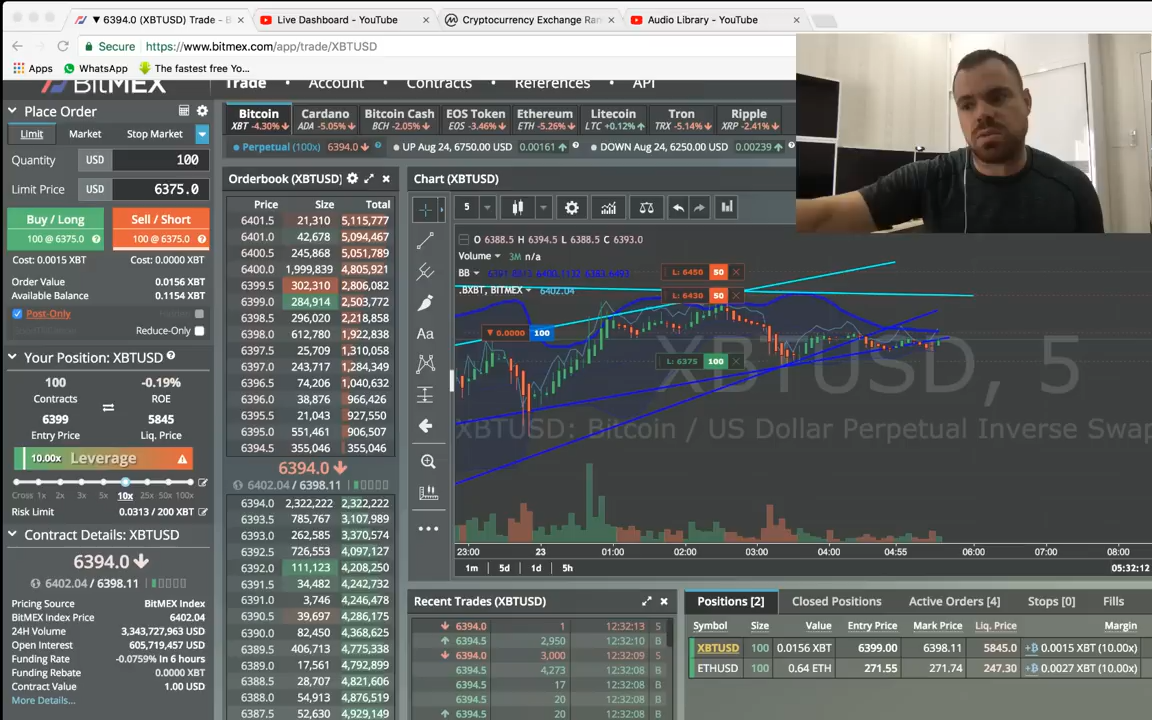 ▼ 6394.0 (XBTUSD) Trade - B
Live Dashboard - YouTube
Cryptocurrency Exchange Ran
Audio Library - YouTube
Secure https://www.bitmex.com/app/trade/XBTUSD
Apps WhatsApp The fastest free Yo...
BitMEX Trade Account Contracts References API
Place Order
Limit Market Stop Market
Quantity USD 100
Limit Price USD 6375.0
Buy / Long Sell / Short
100 @ 6375.0 100 @ 6375.0
Cost: 0.0015 XBT Cost: 0.0000 XBT
Order Value 0.0156 XBT
Available Balance 0.1154 XBT
Post-Only Hidden
Reduce-Only
Your Position: XBTUSD
100 -0.19%
Contracts ROE
6399 5845
Entry Price Liq. Price
10.00x Leverage
Cross 1x 2x 3x 5x 10x 25x 50x 100x
Risk Limit 0.0313 / 200 XBT
Contract Details: XBTUSD
6394.0
6402.04 / 6398.11
Pricing Source BitMEX Index
BitMEX Index Price 6402.04
24H Volume 3,343,727,963 USD
Open Interest 605,719,457 USD
Funding Rate -0.0759% In 6 hours
Funding Rebate 0.0000 XBT
Contract Value 1.00 USD
More Details...
Bitcoin Cardano Bitcoin Cash EOS Token Ethereum Litecoin Tron Ripple
XBT -4.30% ADA -5.05% BCH -2.05% EOS -3.46% ETH -5.26% LTC +0.12% TRX -5.14% XRP -2.41%
Perpetual (100x) 6394.0 UP Aug 24, 6750.00 USD 0.00161 DOWN Aug 24, 6250.00 USD 0.00239
Orderbook (XBTUSD)
Price Size Total
6401.5 21,310 5,115,777
6401.0 42,678 5,094,467
6400.5 245,868 5,051,789
6400.0 1,999,839 4,805,921
6399.5 302,310 2,806,082
6399.0 284,914 2,503,772
6398.5 296,020 2,218,858
6398.0 612,780 1,922,838
6397.5 25,709 1,310,058
6397.0 243,717 1,284,349
6396.5 74,206 1,040,632
6396.0 38,876 966,426
6395.5 21,043 927,550
6395.0 551,461 906,507
6394.5 355,046 355,046
6394.0
6402.04 / 6398.11
6394.0 2,322,222 2,322,222
6393.5 785,767 3,107,989
6393.0 262,585 3,370,574
6392.5 726,553 4,097,127
6392.0 111,123 4,208,250
6391.5 34,482 4,242,732
6391.0 3,746 4,246,478
6390.5 39,697 4,286,175
6390.0 82,450 4,368,625
6389.5 406,713 4,775,338
6389.0 17,561 4,792,899
6388.5 28,707 4,821,606
6388.0 54,913 4,876,519
6387.5 52,630 4,929,149
Chart (XBTUSD)
5
O 6388.5 H 6394.5 L 6388.5 C 6393.0
Volume 3M n/a
BB
.BXBT, BITMEX 6402.04
L: 6450 50
L: 6430 50
0.0000 100
L: 6375 100
XBTUSD, 5
XBTUSD: Bitcoin / US Dollar Perpetual Inverse Swap
Aa
23:00 23 01:00 02:00 03:00 04:00 04:55 06:00 07:00 08:00
1m 5d 1d 5h 05:32:12
Recent Trades (XBTUSD)
6394.0 1 12:32:13 S
6394.5 2,950 12:32:10 B
6394.0 3,000 12:32:09 S
6394.5 4,273 12:32:08 B
6394.5 17 12:32:08 B
6394.5 20 12:32:08 B
6394.5 20 12:32:08 B
Positions [2] Closed Positions Active Orders [4] Stops [0] Fills
Symbol Size Value Entry Price Mark Price Liq. Price Margin
XBTUSD 100 0.0156 XBT 6399.00 6398.11 5845.0 0.0015 XBT (10.00x)
ETHUSD 100 0.64 ETH 271.55 271.74 247.30 0.0027 XBT (10.00x)